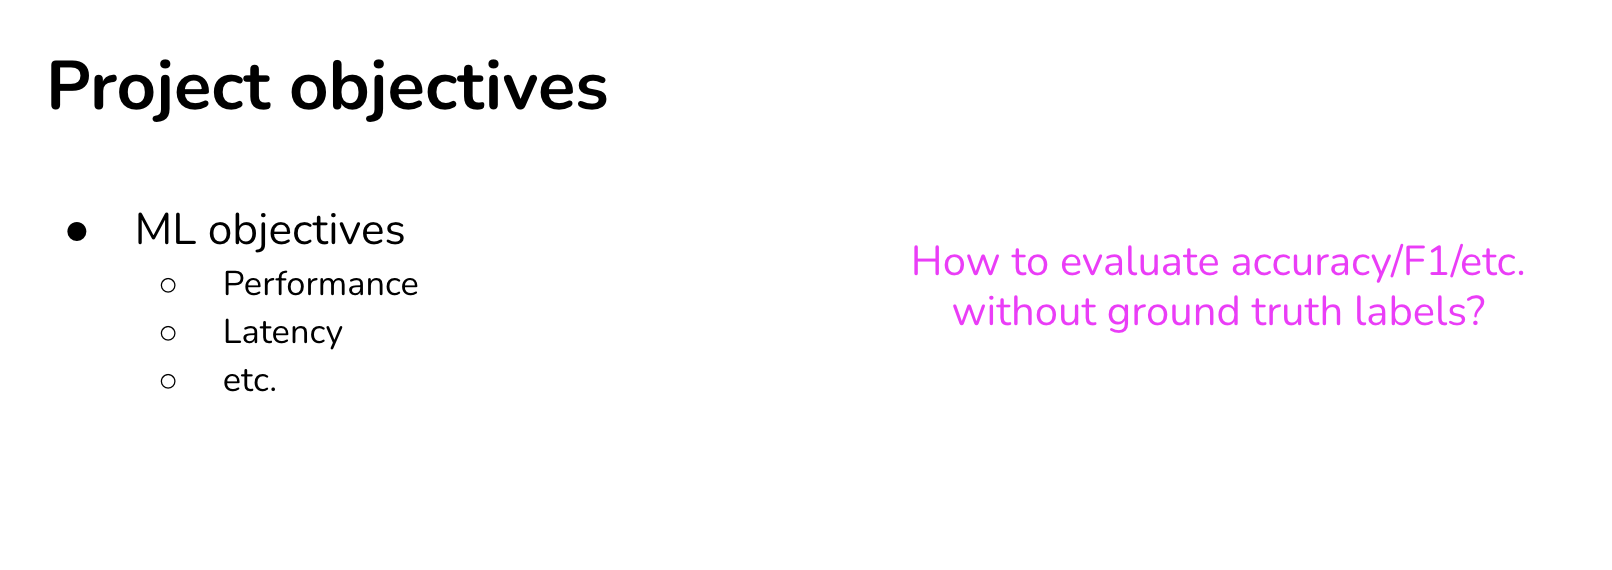 Project objectives
● ML objectives
○ Performance
○ Latency
○ etc.
How to evaluate accuracy/F1/etc.
without ground truth labels?